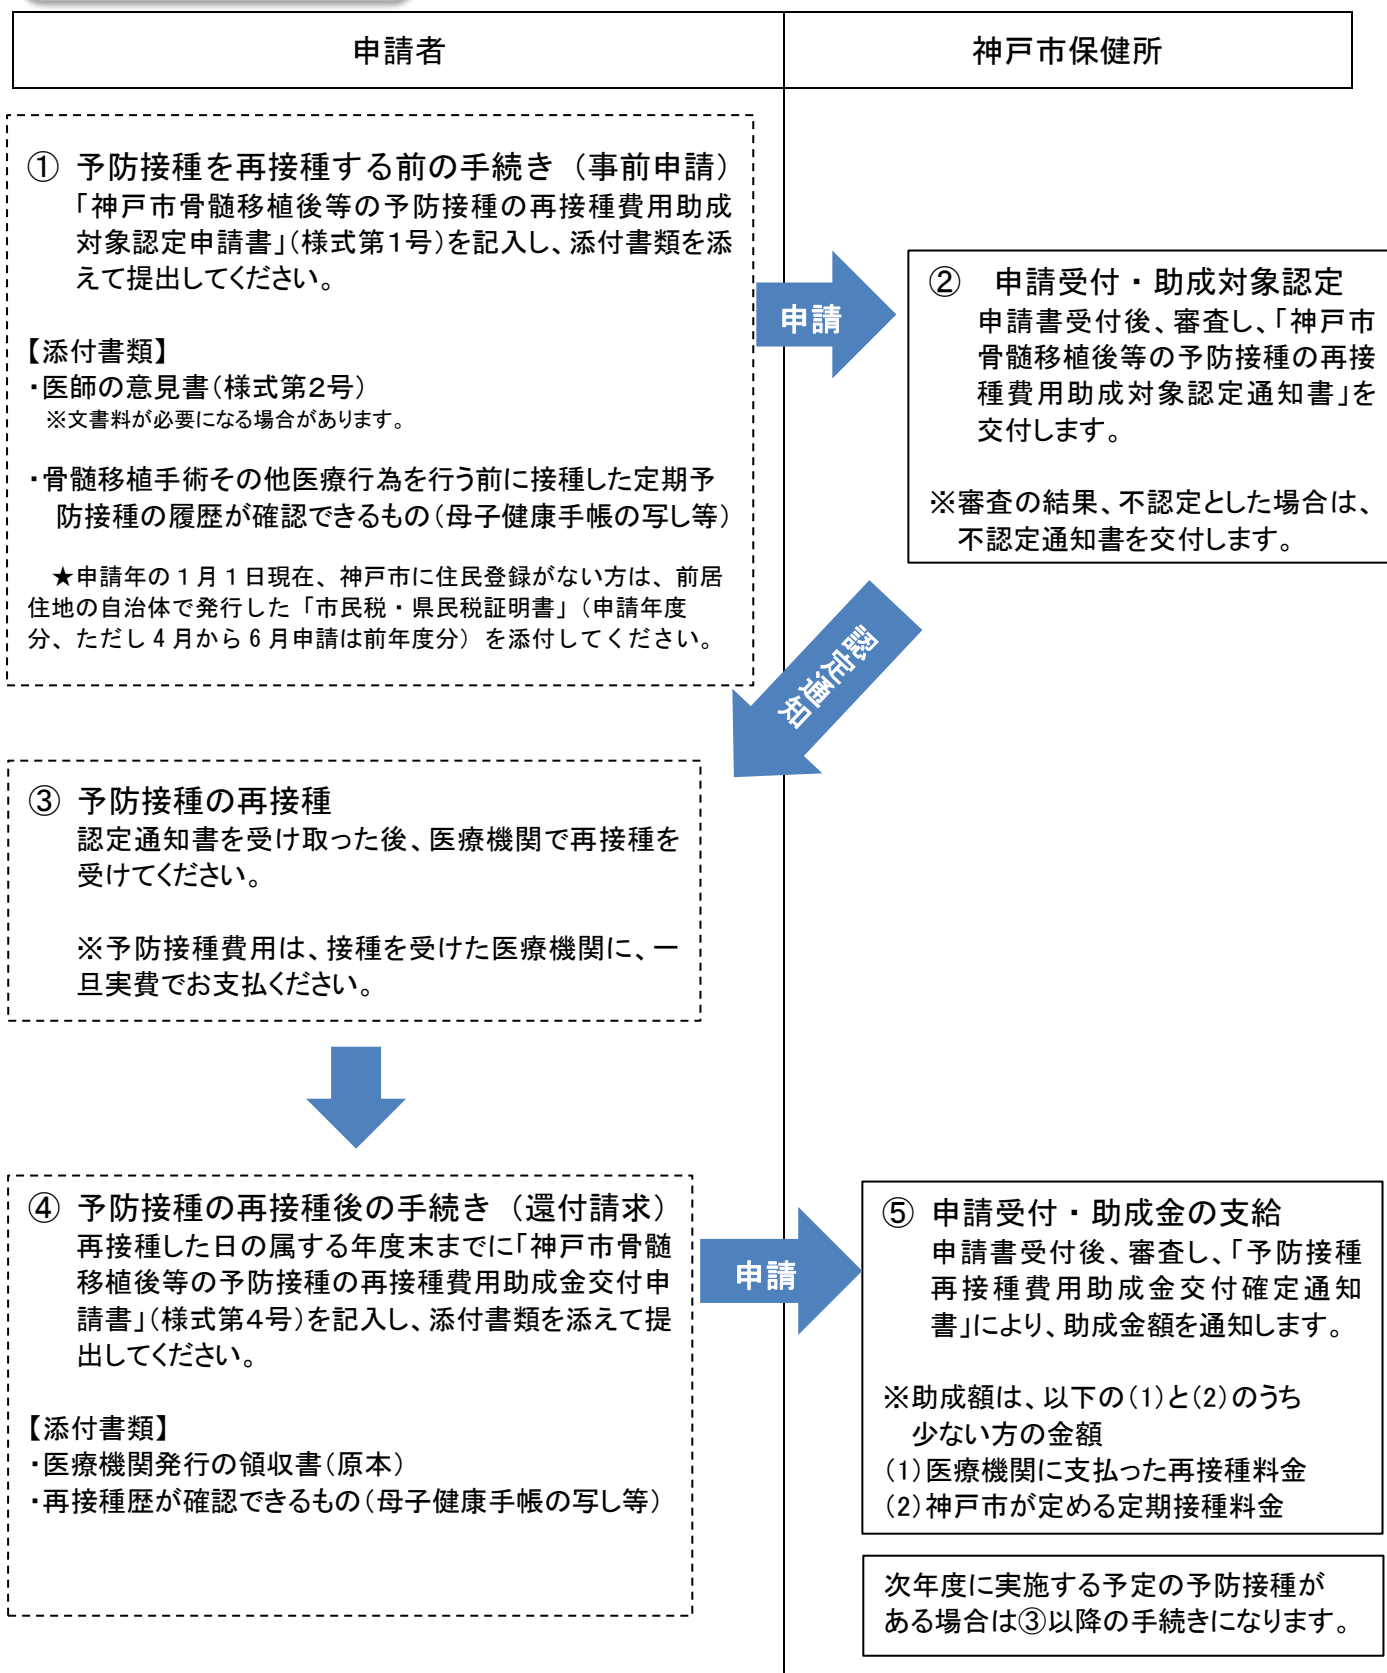 申請者
神戸市保健所
① 予防接種を再接種する前の手続き（事前申請）
「神戸市骨髄移植後等の予防接種の再接種費用助成
対象認定申請書」（様式第１号）を記入し、添付書類を添
えて提出してください。
【添付書類】
・医師の意見書（様式第２号）
※文書料が必要になる場合があります。
・骨髄移植手術その他医療行為を行う前に接種した定期予
防接種の履歴が確認できるもの（母子健康手帳の写し等）
★申請年の１月１日現在、神戸市に住民登録がない方は、前居
住地の自治体で発行した「市民税・県民税証明書」（申請年度
分、ただし４月から６月申請は前年度分）を添付してください。
申請
② 申請受付・助成対象認定
申請書受付後、審査し、「神戸市
骨髄移植後等の予防接種の再接
種費用助成対象認定通知書」を
交付します。
※審査の結果、不認定とした場合は、
不認定通知書を交付します。
認定通知
③ 予防接種の再接種
認定通知書を受け取った後、医療機関で再接種を
受けてください。
※予防接種費用は、接種を受けた医療機関に、一
旦実費でお支払ください。
④ 予防接種の再接種後の手続き（還付請求）
再接種した日の属する年度末までに「神戸市骨髄
移植後等の予防接種の再接種費用助成金交付申
請書」（様式第４号）を記入し、添付書類を添えて提
出してください。
【添付書類】
・医療機関発行の領収書（原本）
・再接種歴が確認できるもの（母子健康手帳の写し等）
申請
⑤ 申請受付・助成金の支給
申請書受付後、審査し、「予防接種
再接種費用助成金交付確定通知
書」により、助成金額を通知します。
※助成額は、以下の（1）と（2）のうち
少ない方の金額
（1）医療機関に支払った再接種料金
（2）神戸市が定める定期接種料金
次年度に実施する予定の予防接種が
ある場合は③以降の手続きになります。